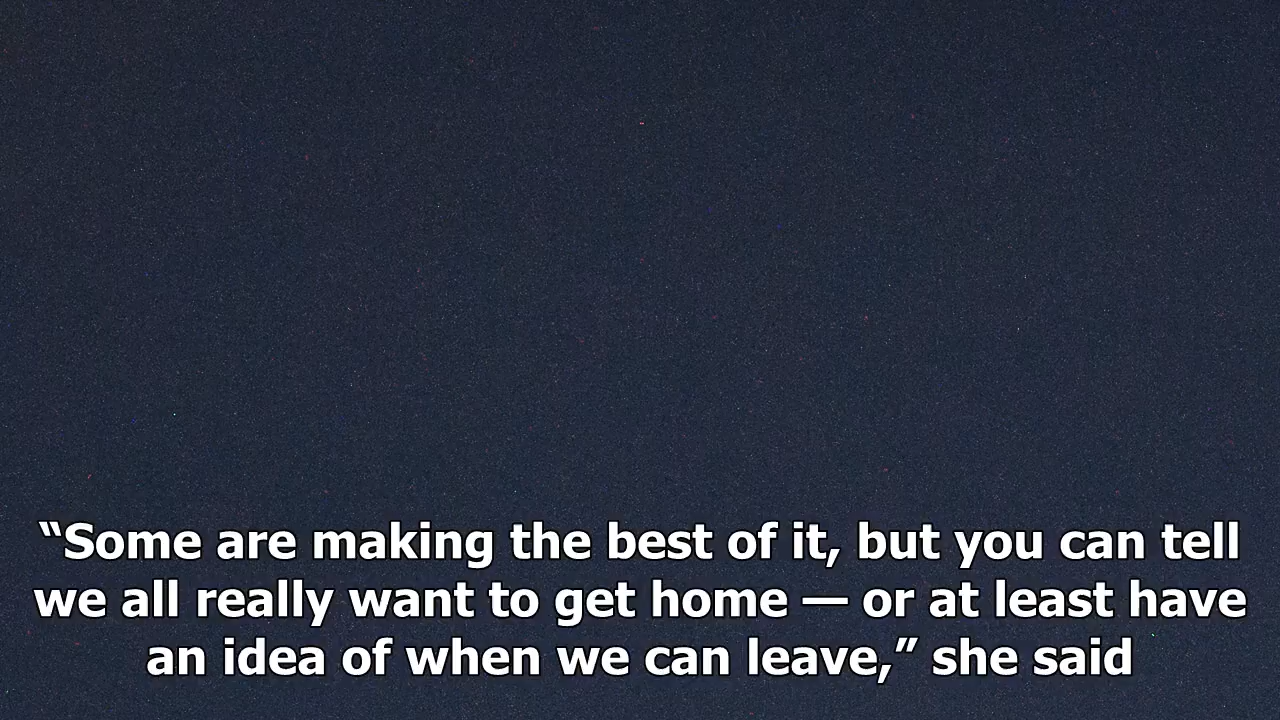 “Some are making the best of it, but you can tell
we all really want to get home — or at least have
an idea of when we can leave,” she said